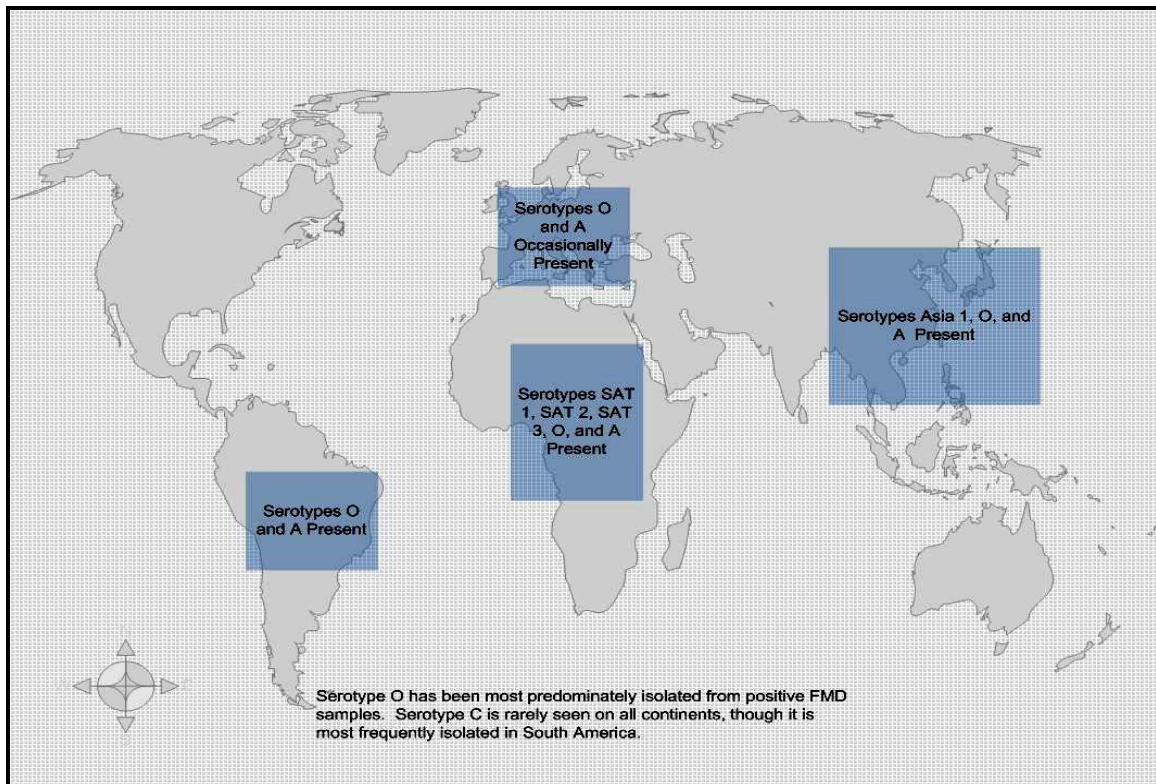 Serotypes O
and A
Occasionally
Present
Serotypes Asia 1, O, and
A Present
Serotypes SAT
1, SAT 2, SAT
3, O, and A
Present
Serotypes O
and A Present
Serotype O has been most predominately isolated from positive FMD
samples. Serotype C is rarely seen on all continents, though it is
most frequently isolated in South America.